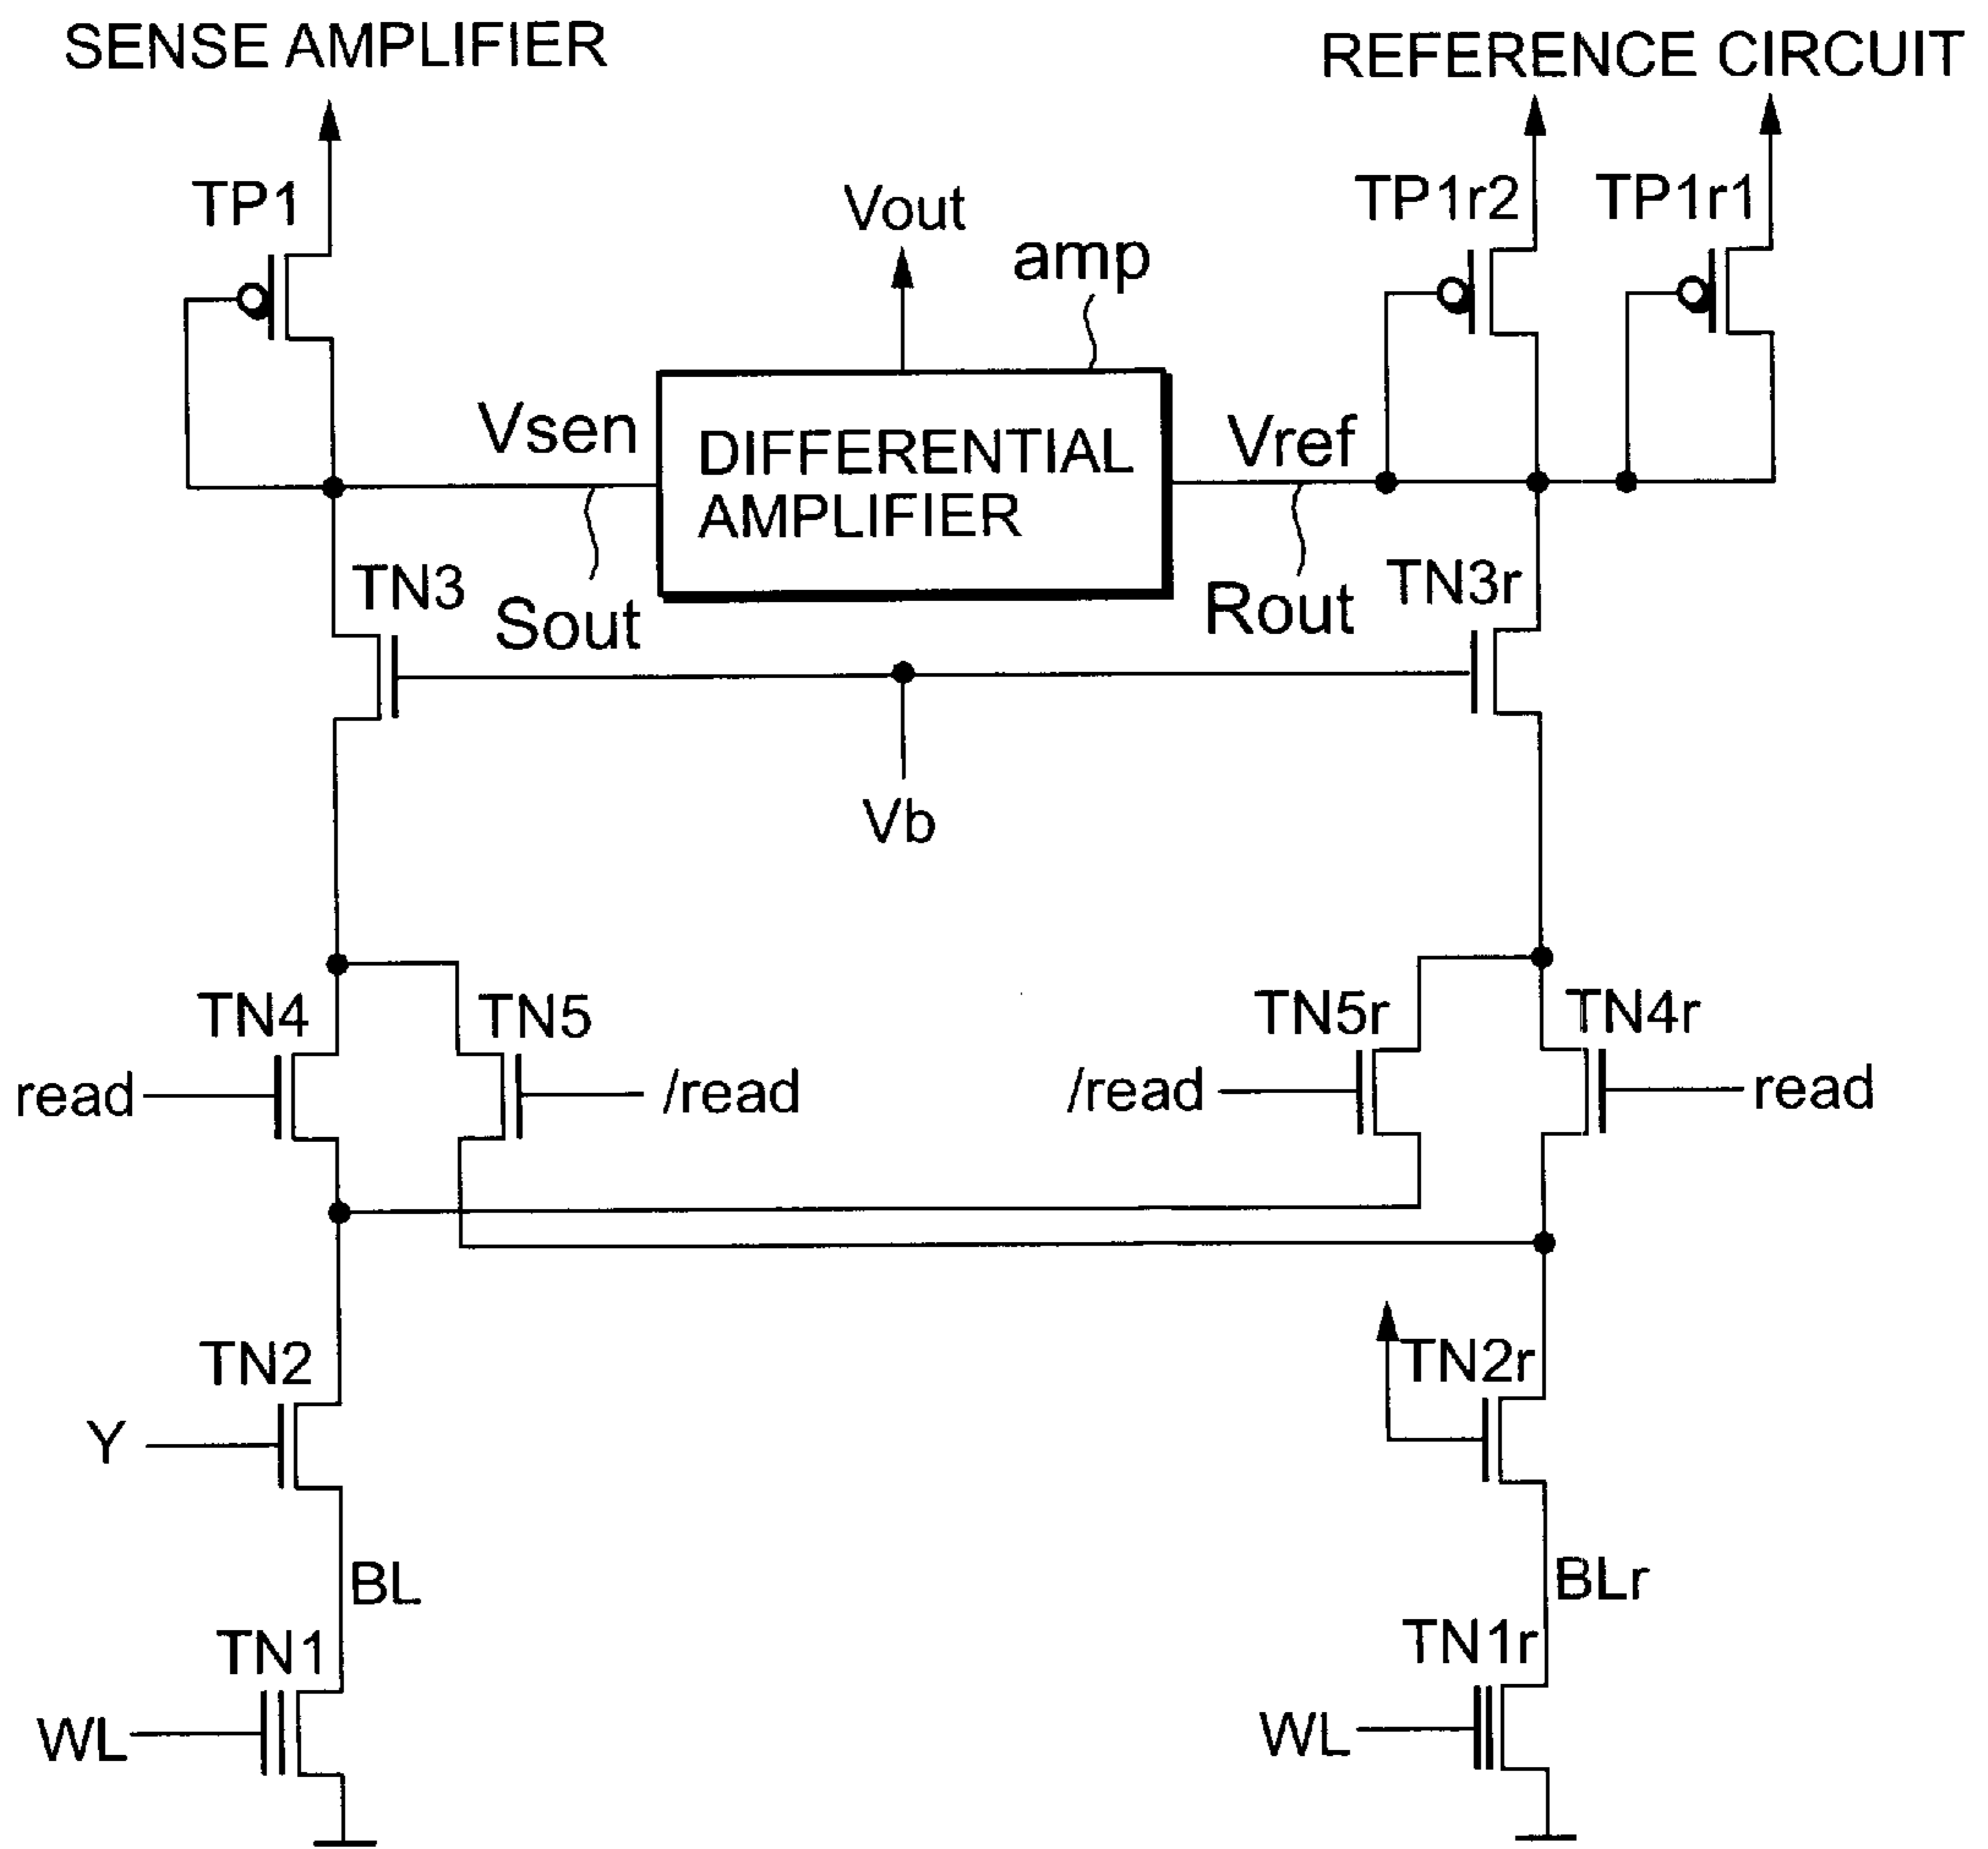 SENSE AMPLIFIER
REFERENCE CIRCUIT
TP1
Vout
amp
TP1r2
TP1r1
Vsen
DIFFERENTIAL
AMPLIFIER
Vref
TN3
Sout
Rout
TN3r
Vb
TN4
TN5
TN5r
TN4r
read
/read
/read
read
TN2
TN2r
Y
BL
BLr
TN1
TN1r
WL
WL